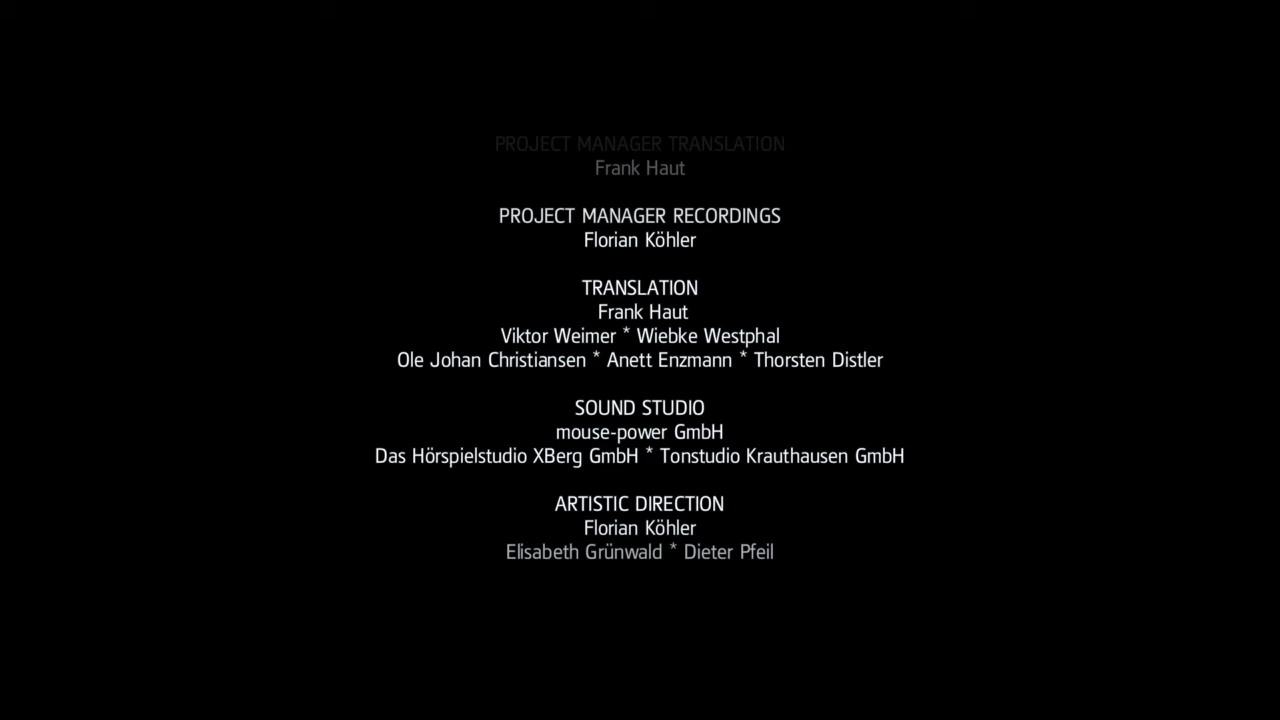 PROJECT MANAGER TRANSLATION
Frank Haut
PROJECT MANAGER RECORDINGS
Florian Köhler
TRANSLATION
Frank Haut
Viktor Weimer * Wiebke Westphal
Ole Johan Christiansen * Anett Enzmann * Thorsten Distler
SOUND STUDIO
mouse-power GmbH
Das Hörspielstudio XBerg GmbH * Tonstudio Krauthausen GmbH
ARTISTIC DIRECTION
Florian Köhler
Elisabeth Grünwald * Dieter Pfeil